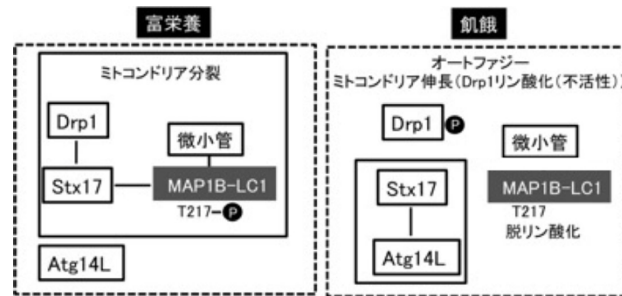 富栄養
ミトコンドリア分裂
Drp1
微小管
Stx17
MAP1B-LC1
T217-P
Atg14L
飢餓
オートファジー
ミトコンドリア伸長(Drp1リン酸化(不活性))
Drp1 P
微小管
Stx17
MAP1B-LC1
T217
脱リン酸化
Atg14L